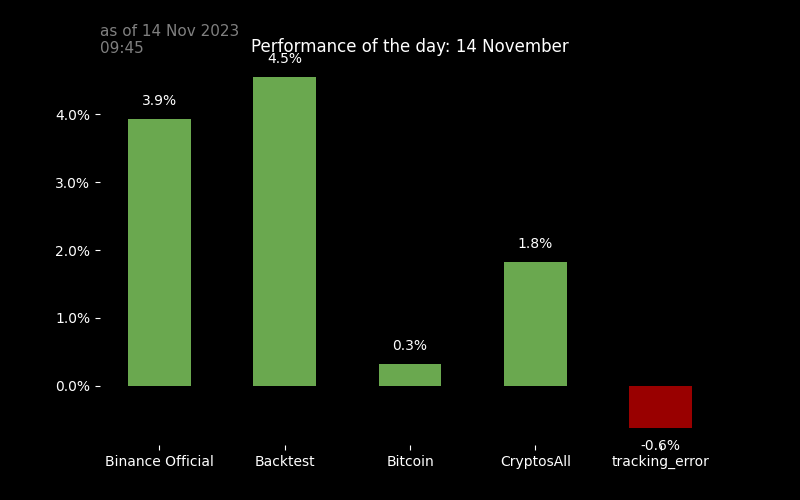 as of 14 Nov 2023
09:45
Performance of the day: 14 November
4.5%
3.9%
4.0%
3.0%
2.0%
1.0%
0.0%
1.8%
0.3%
-0.6%
Binance Official
Backtest
Bitcoin
CryptosAll
tracking_error